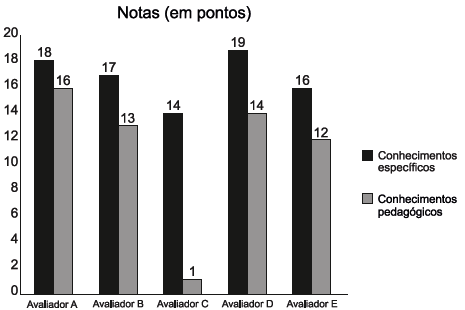 Notas (em pontos)
20
18
16
14
12
10
8
6
4
2
0
18
16
17
13
14
1
19
14
16
12
Avaliador A
Avaliador B
Avaliador C
Avaliador D
Avaliador E
Conhecimentos
específicos
Conhecimentos
pedagógicos